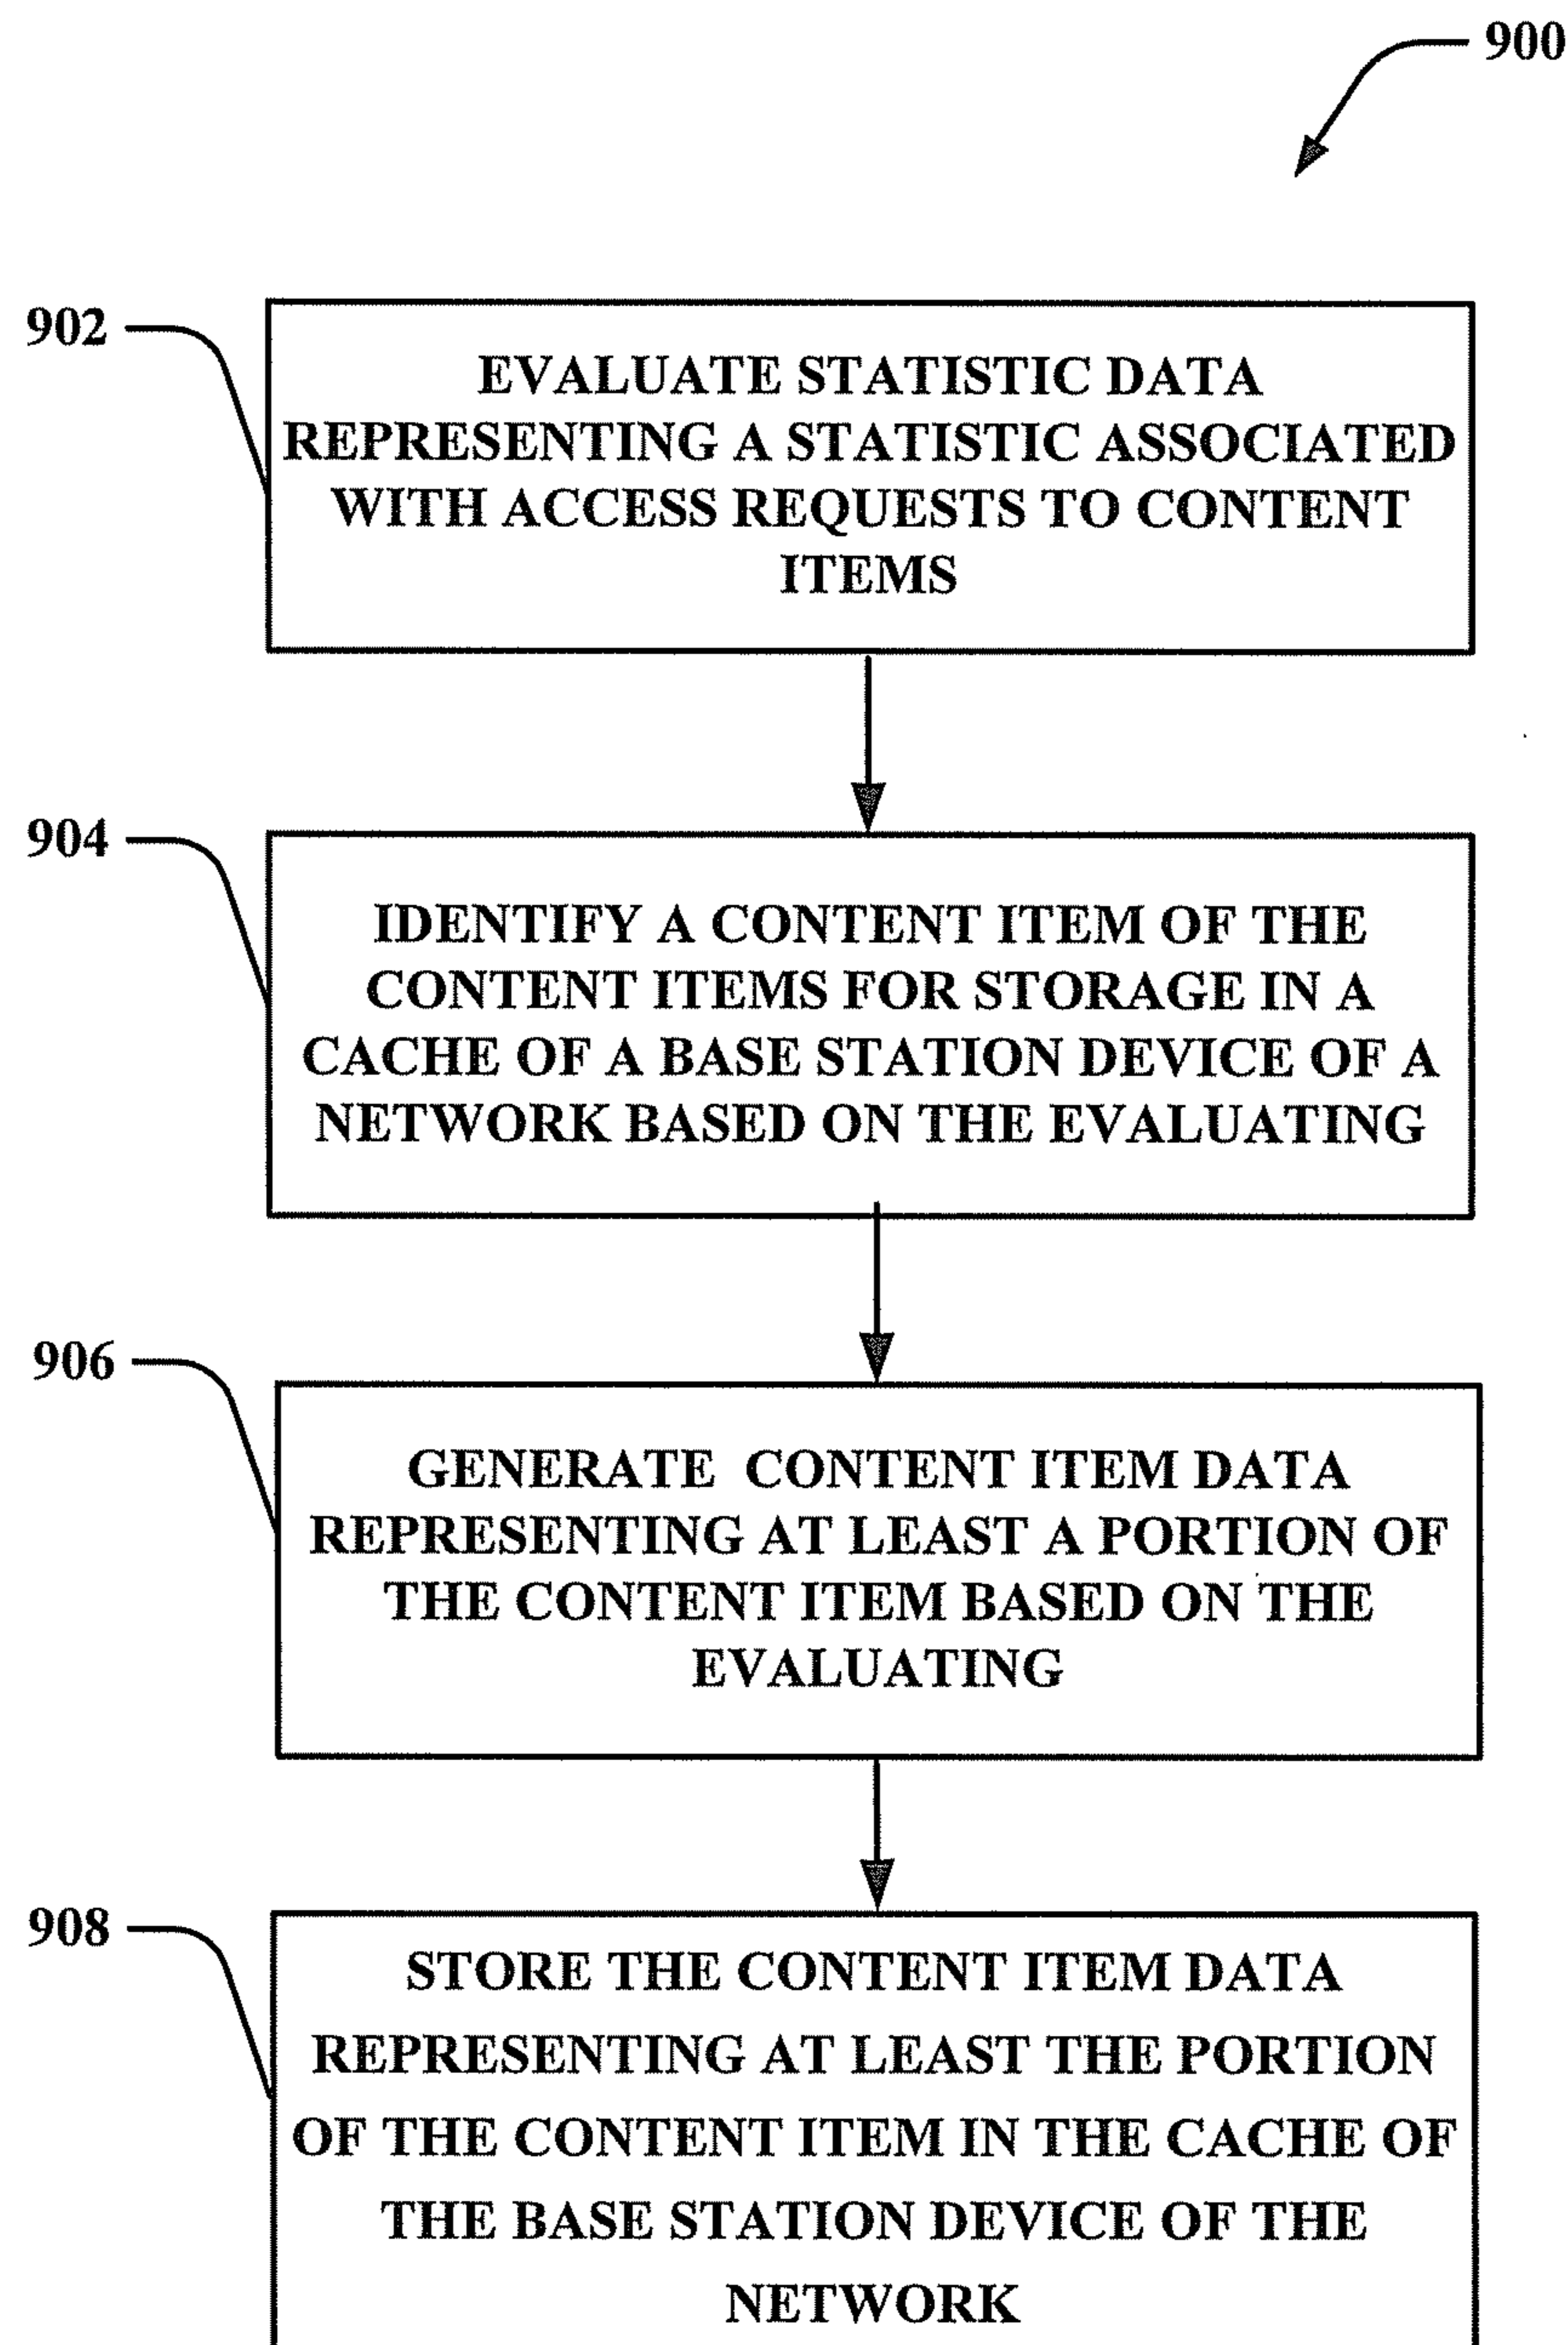 900
902
EVALUATE STATISTIC DATA
REPRESENTING A STATISTIC ASSOCIATED
WITH ACCESS REQUESTS TO CONTENT
ITEMS
904
IDENTIFY A CONTENT ITEM OF THE
CONTENT ITEMS FOR STORAGE IN A
CACHE OF A BASE STATION DEVICE OF A
NETWORK BASED ON THE EVALUATING
906
GENERATE CONTENT ITEM DATA
REPRESENTING AT LEAST A PORTION OF
THE CONTENT ITEM BASED ON THE
EVALUATING
908
STORE THE CONTENT ITEM DATA
REPRESENTING AT LEAST THE PORTION
OF THE CONTENT ITEM IN THE CACHE OF
THE BASE STATION DEVICE OF THE
NETWORK